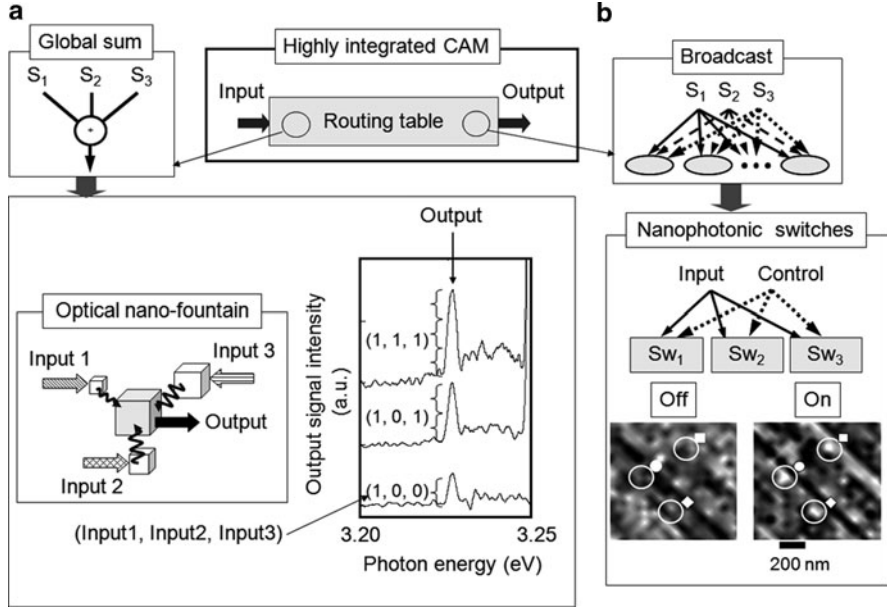 a
Global sum
S1 S2 S3
+
Highly integrated CAM
Input
Output
Routing table
Optical nano-fountain
Input 1
Input 3
Output
Input 2
(Input1, Input2, Input3)
Output
Output signal intensity
(a.u.)
(1, 1, 1)
(1, 0, 1)
(1, 0, 0)
3.20
3.25
Photon energy (eV)
b
Broadcast
S1 S2 S3
Nanophotonic switches
Input
Control
Sw1 Sw2 Sw3
Off
On
200 nm